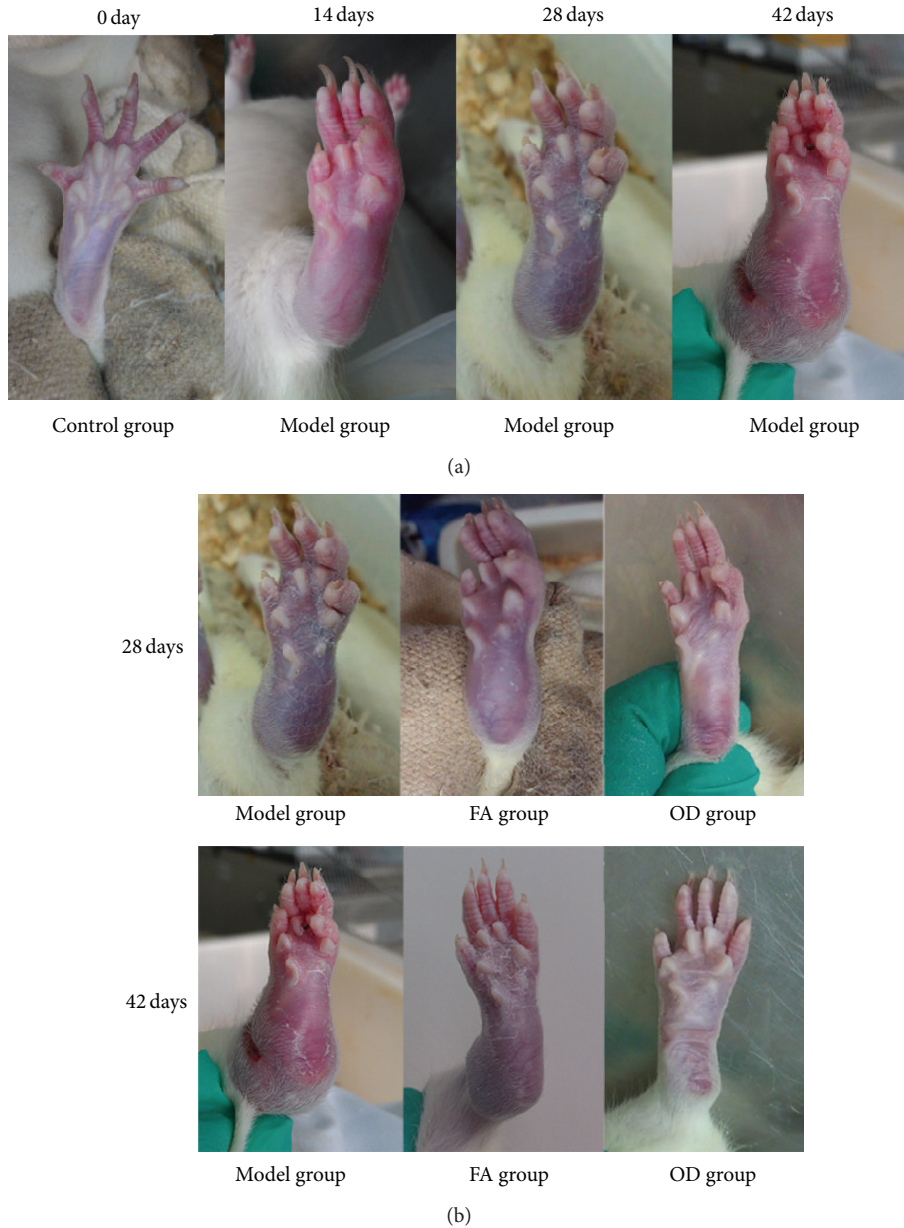 0 day 14 days 28 days 42 days
Control group Model group Model group Model group
(a)
28 days
Model group FA group OD group
42 days
Model group FA group OD group
(b)